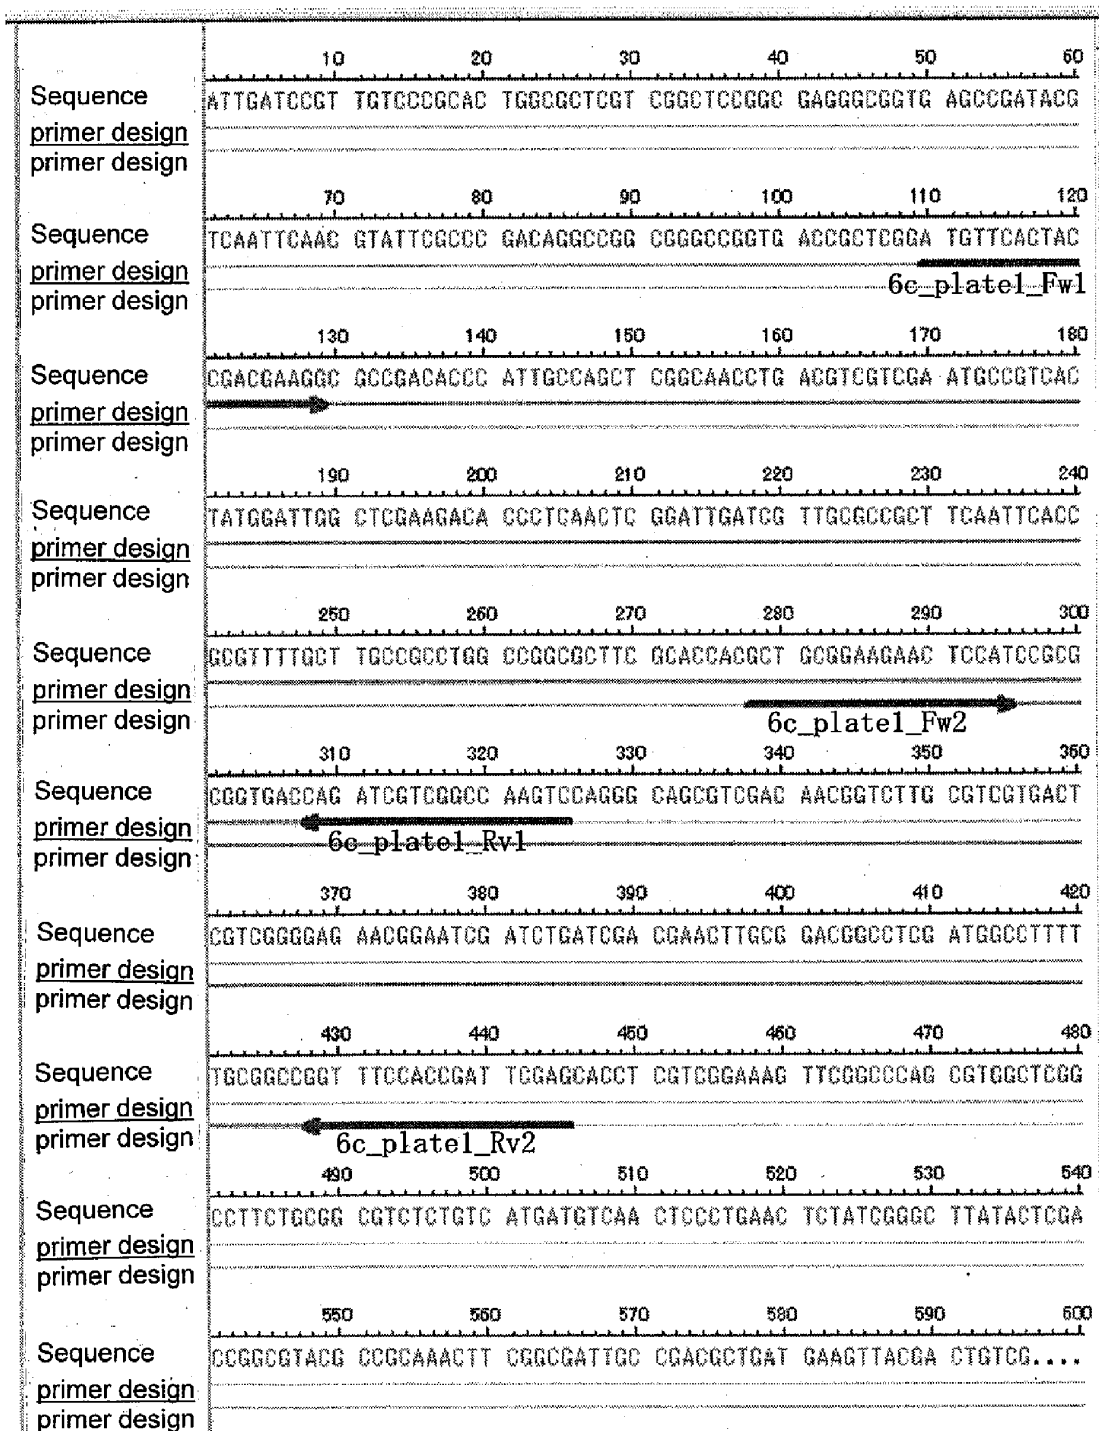 10 20 30 40 50 60
Sequence ATTGATCCGT TGTCCCGCAC TGGCGCTCGT CGGCTCCGGC GAGGGCGGTG AGCCGATACG
primer design
primer design
70 80 90 100 110 120
Sequence TCAATTCAAC GTATTCGCCC GACAGGCCGG CGGGCCGGTG ACCGCTCGGA TGTTCACTAC
primer design
primer design 6c_plate1_Fw1
130 140 150 160 170 180
Sequence CGACGAAGGC GCCGACACCC ATTGCCAGCT CGGCAACCTG ACGTCGTCGA ATGCCGTCAC
primer design
primer design
190 200 210 220 230 240
Sequence TATGGATTGG CTCGAAGACA CCCTCAACTC GGATTGATCG TTGCGCCGCT TCAATTCACC
primer design
primer design
250 260 270 280 290 300
Sequence GCGTTTTGCT TGCCGCCTGG CCGGCGCTTC GCACCACGCT GCGGAAGAAC TCCATCCGCG
primer design
primer design 6c_plate1_Fw2
310 320 330 340 350 360
Sequence CGGTGACCAG ATCGTCGGCC AAGTCCAGGG CAGCGTCGAC AACGGTCTTG CGTCGTGACT
primer design 6c_plate1_Rv1
primer design
370 380 390 400 410 420
Sequence CGTCGGGGAG AACGGAATCG ATCTGATCGA CGAACTTGCG GACGGCCTCG ATGGCCTTTT
primer design
primer design
430 440 450 460 470 480
Sequence TGCGGCCGGT TTCCACCGAT TCGAGCACCT CGTCGGAAAG TTCGGCCCAG CGTGGCTCGG
primer design
primer design 6c_plate1_Rv2
490 500 510 520 530 540
Sequence CCTTCTGCGG CGTCTCTGTC ATGATGTCAA CTCCCTGAAC TCTATCGGGC TTATACTCGA
primer design
primer design
550 560 570 580 590 600
Sequence CCGGCGTACG CCGCAAACTT CGGCGATTGC CGACGCTGAT GAAGTTACGA CTGTCG....
primer design
primer design